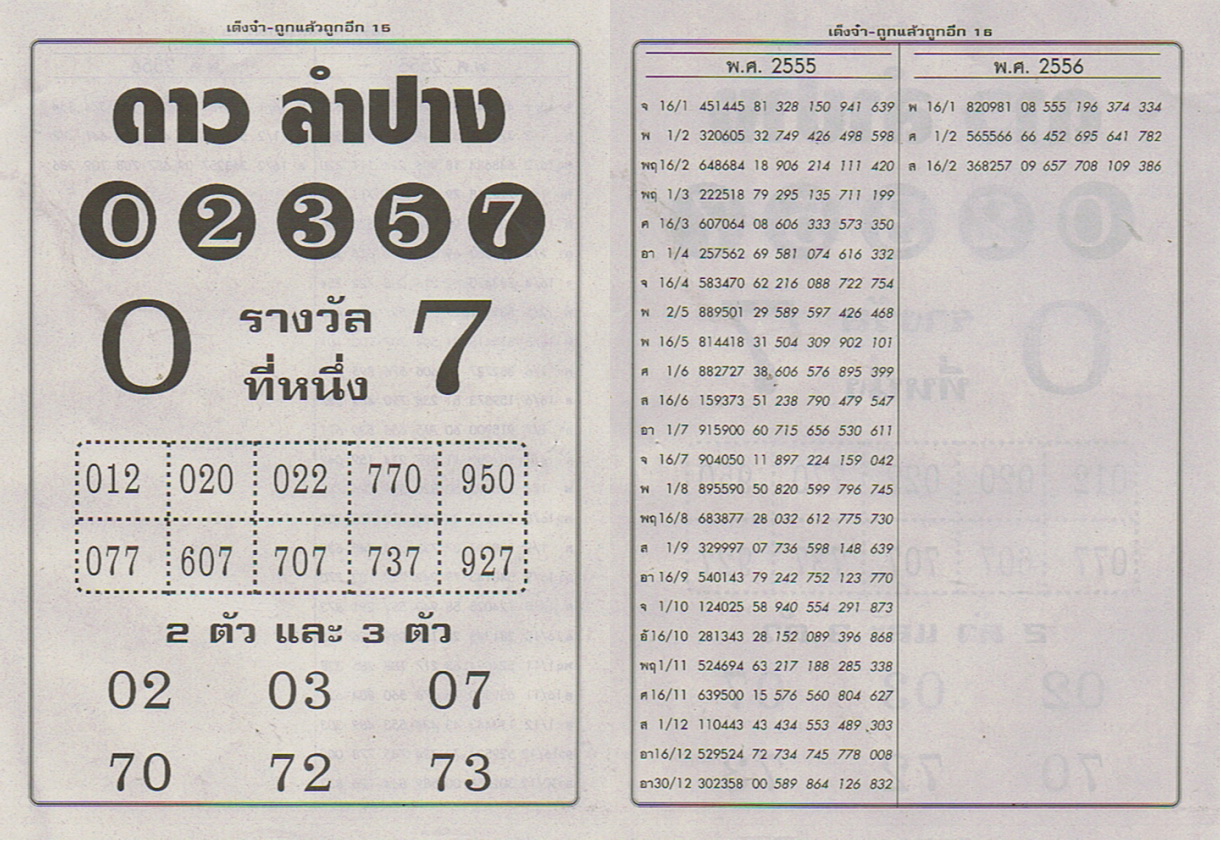 เด็งจ๋า-ถูกแล้วถูกอีก 15
ดาว ลำปาง
0 2 3 5 7
0 รางวัล ที่หนึ่ง 7
012 020 022 770 950
077 607 707 737 927
2 ตัว และ 3 ตัว
02 03 07
70 72 73
เด็งจ๋า-ถูกแล้วถูกอีก 16
พ.ศ. 2555
จ 16/1 451445 81 328 150 941 639
พ 1/2 320605 32 749 426 498 598
พฤ16/2 648684 18 906 214 111 420
พฤ 1/3 222518 79 295 135 711 199
ศ 16/3 607064 08 606 333 573 350
อา 1/4 257562 69 581 074 616 332
จ 16/4 583470 62 216 088 722 754
พ 2/5 889501 29 589 597 426 468
พ 16/5 814418 31 504 309 902 101
ศ 1/6 882727 38 606 576 895 399
ส 16/6 159373 51 238 790 479 547
อา 1/7 915900 60 715 656 530 611
จ 16/7 904050 11 897 224 159 042
พ 1/8 895590 50 820 599 796 745
พฤ16/8 683877 28 032 612 775 730
ส 1/9 329997 07 736 598 148 639
อา 16/9 540143 79 242 752 123 770
จ 1/10 124025 58 940 554 291 873
อั16/10 281343 28 152 089 396 868
พฤ1/11 524694 63 217 188 285 338
ศ16/11 639500 15 576 560 804 627
ส 1/12 110443 43 434 553 489 303
อา16/12 529524 72 734 745 778 008
อา30/12 302358 00 589 864 126 832
พ.ศ. 2556
พ 16/1 820981 08 555 196 374 334
ศ 1/2 565566 66 452 695 641 782
ส 16/2 368257 09 657 708 109 386